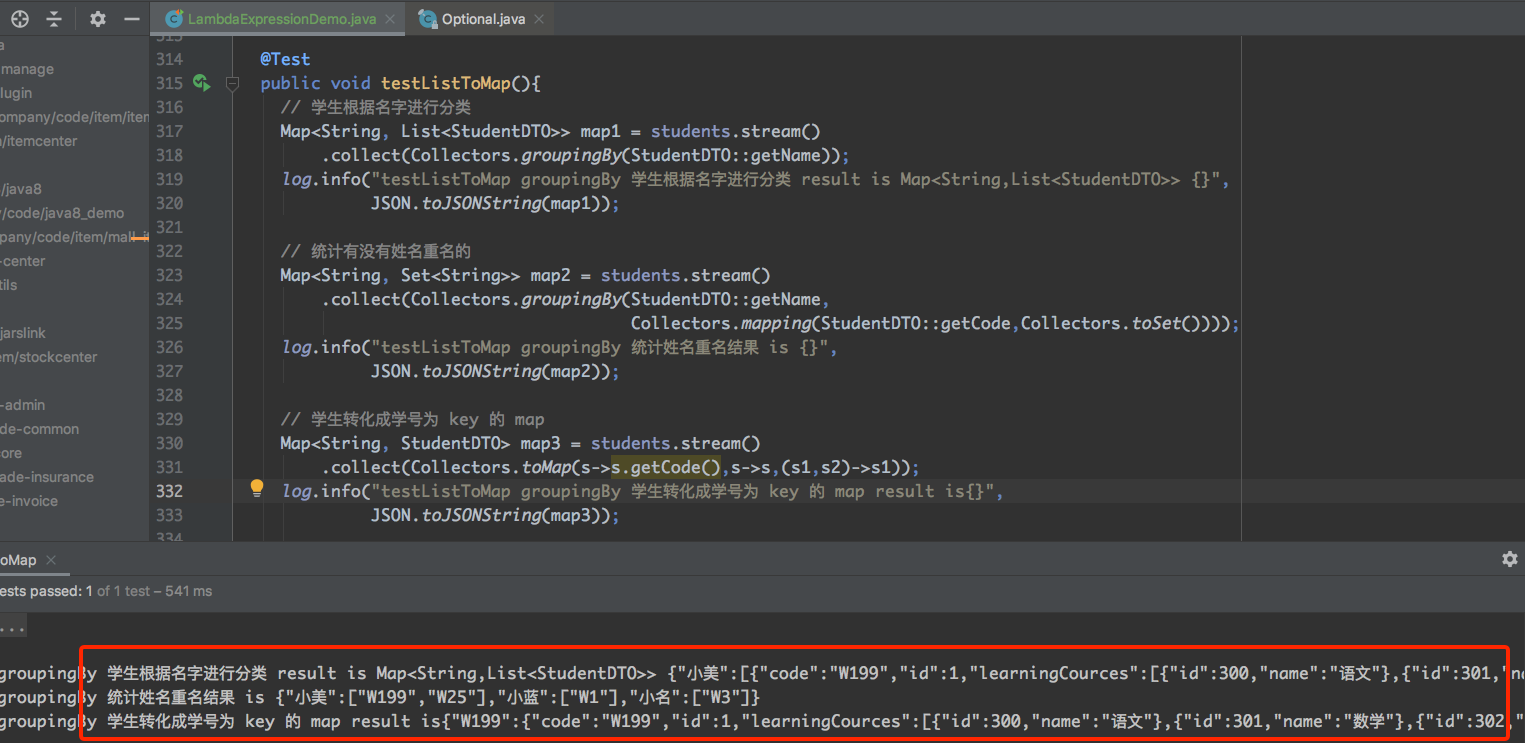 LambdaExpressionDemo.java
Optional.java
a
manage
lugin
ompany/code/item/iten
/itemcenter
/java8
/code/java8_demo
pany/code/item/mall_it
-center
tils
jarslink
em/stockcenter
-admin
de-common
ore
ade-insurance
e-invoice
313
314 @Test
315 public void testListToMap(){
316 // 学生根据名字进行分类
317 Map<String, List<StudentDTO>> map1 = students.stream()
318 .collect(Collectors.groupingBy(StudentDTO::getName));
319 log.info("testListToMap groupingBy 学生根据名字进行分类 result is Map<String,List<StudentDTO>> {}",
320 JSON.toJSONString(map1));
321
322 // 统计有没有姓名重名的
323 Map<String, Set<String>> map2 = students.stream()
324 .collect(Collectors.groupingBy(StudentDTO::getName,
325 Collectors.mapping(StudentDTO::getCode,Collectors.toSet())));
326 log.info("testListToMap groupingBy 统计姓名重名结果 is {}",
327 JSON.toJSONString(map2));
328
329 // 学生转化成学号为 key 的 map
330 Map<String, StudentDTO> map3 = students.stream()
331 .collect(Collectors.toMap(s->s.getCode(),s->s,(s1,s2)->s1));
332 log.info("testListToMap groupingBy 学生转化成学号为 key 的 map result is{}",
333 JSON.toJSONString(map3));
334
oMap
ests passed: 1 of 1 test – 541 ms
...
groupingBy 学生根据名字进行分类 result is Map<String,List<StudentDTO>> {"小美":[{"code":"W199","id":1,"learningCources":[{"id":300,"name":"语文"},{"id":301,"na
groupingBy 统计姓名重名结果 is {"小美":["W199","W25"],"小蓝":["W1"],"小名":["W3"]}
groupingBy 学生转化成学号为 key 的 map result is{"W199":{"code":"W199","id":1,"learningCources":[{"id":300,"name":"语文"},{"id":301,"name":"数学"},{"id":302,"